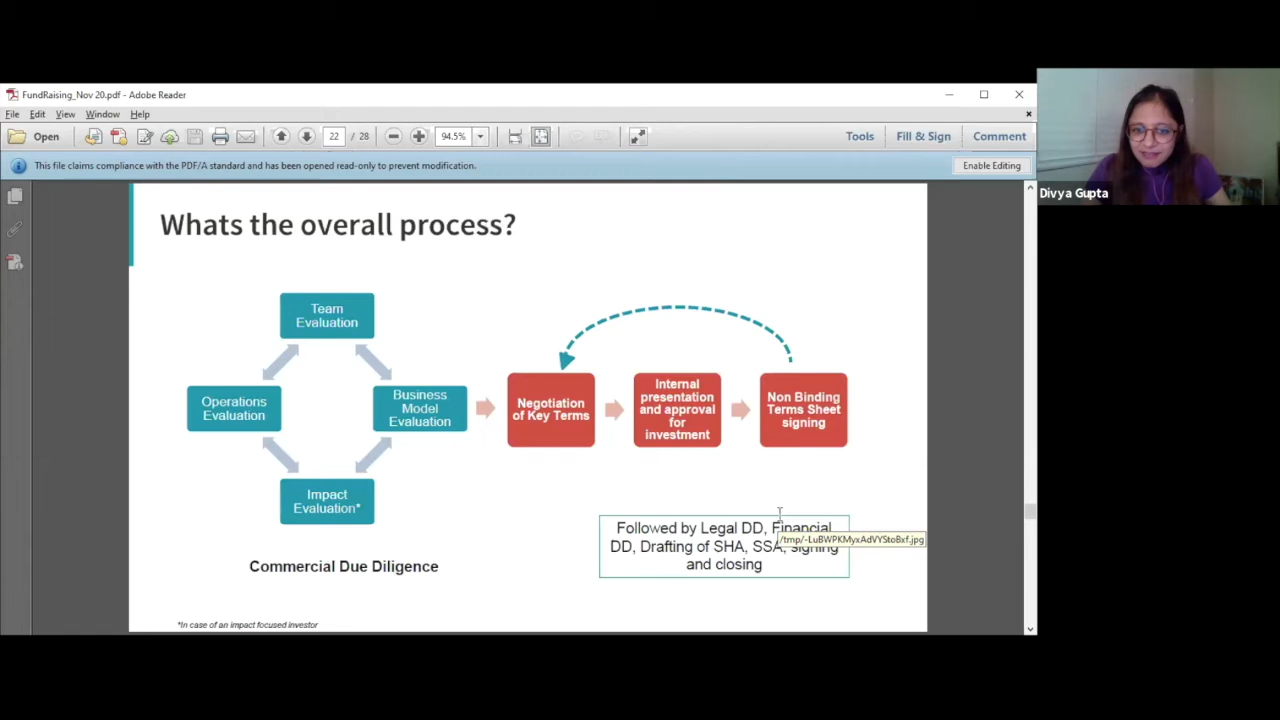 FundRaising_Nov 20.pdf - Adobe Reader
File Edit View Window Help
Open 22 / 28 94.5% Tools Fill & Sign Comment
This file claims compliance with the PDF/A standard and has been opened read-only to prevent modification. Enable Editing
Divya Gupta
Whats the overall process?
Team
Evaluation
Operations
Evaluation
Business
Model
Evaluation
Impact
Evaluation*
Commercial Due Diligence
Negotiation
of Key Terms
Internal
presentation
and approval
for
investment
Non Binding
Terms Sheet
signing
Followed by Legal DD, Financial
DD, Drafting of SHA, SSA, signing
and closing
/tmp/-LuBWPKMyxAdVYStoBxf.jpg
*In case of an impact focused investor